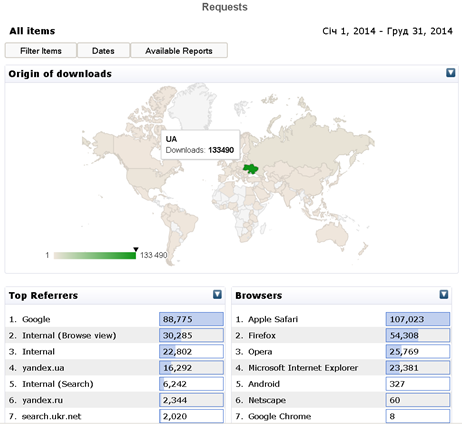 Requests
All items
Січ 1, 2014 - Груд 31, 2014
Filter Items
Dates
Available Reports
Origin of downloads
UA
Downloads: 133490
1
133 490
Top Referrers
1. Google 88,775
2. Internal (Browse view) 30,285
3. Internal 22,802
4. yandex.ua 16,292
5. Internal (Search) 6,242
6. yandex.ru 2,344
7. search.ukr.net 2,020
Browsers
1. Apple Safari 107,023
2. Firefox 54,308
3. Opera 25,769
4. Microsoft Internet Explorer 23,381
5. Android 327
6. Netscape 60
7. Google Chrome 8